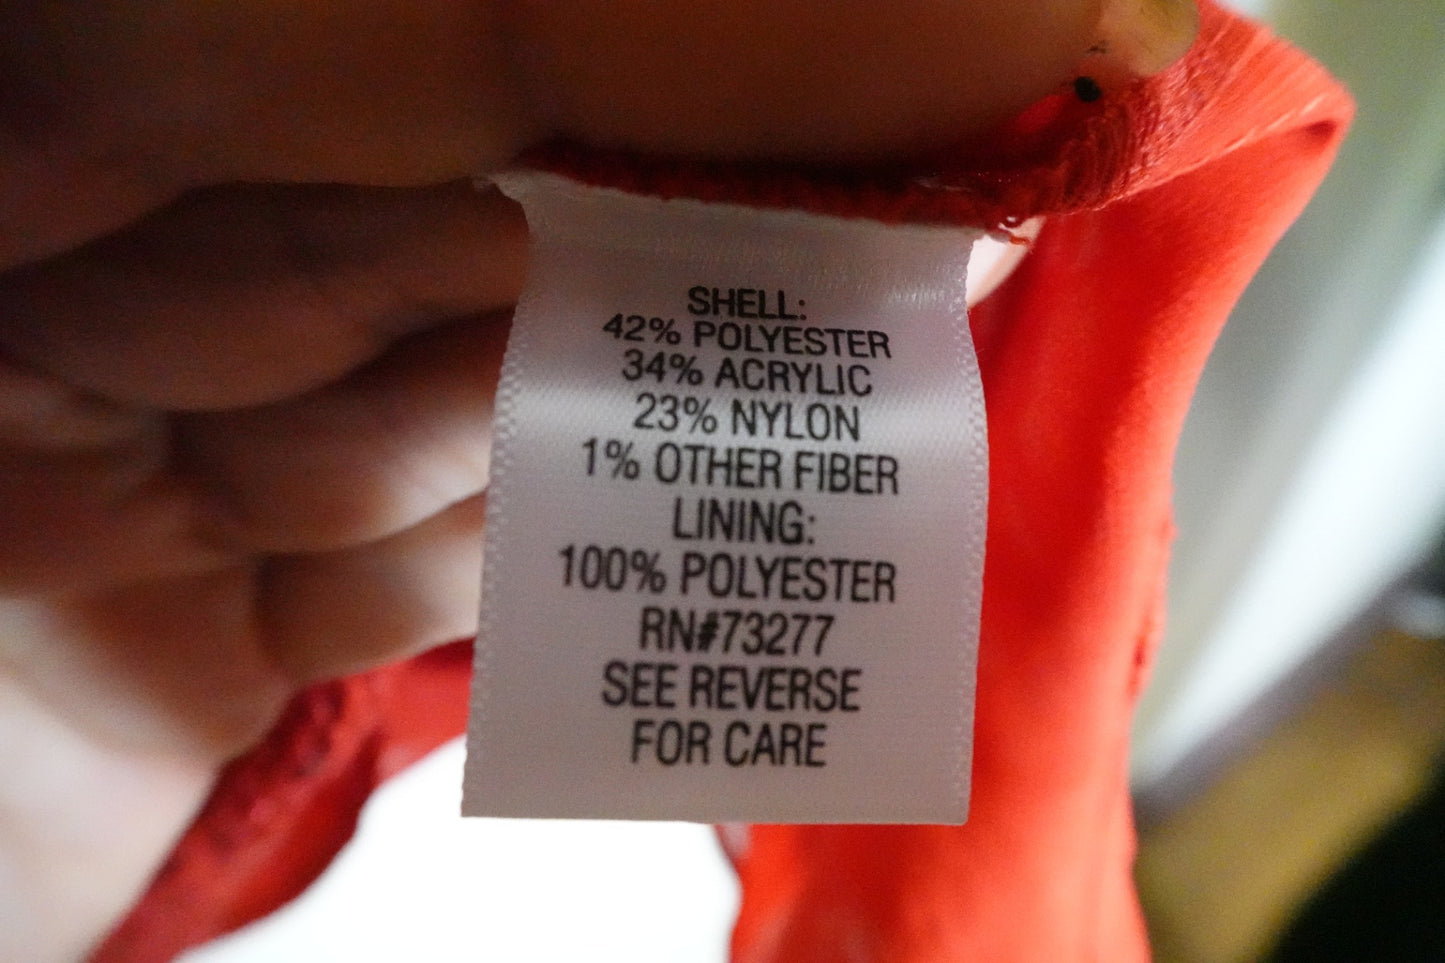 SHELL:
42% POLYESTER
34% ACRYLIC
23% NYLON
1% OTHER FIBER
LINING:
100% POLYESTER
RN#73277
SEE REVERSE
FOR CARE